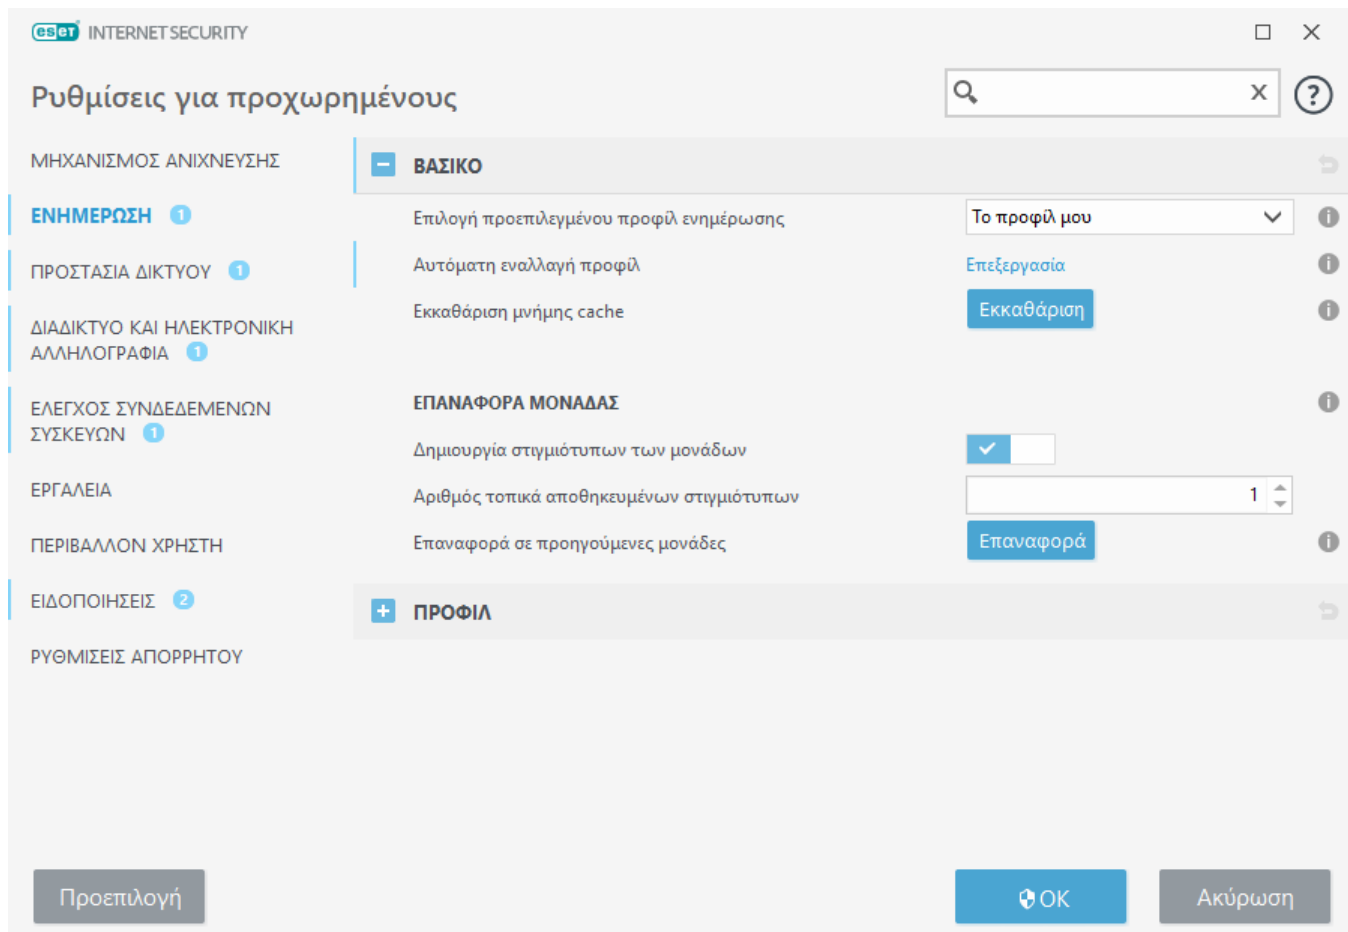 eset INTERNET SECURITY
Ρυθμίσεις για προχωρημένους
x
?
ΜΗΧΑΝΙΣΜΟΣ ΑΝΙΧΝΕΥΣΗΣ
ΕΝΗΜΕΡΩΣΗ 1
ΠΡΟΣΤΑΣΙΑ ΔΙΚΤΥΟΥ 1
ΔΙΑΔΙΚΤΥΟ ΚΑΙ ΗΛΕΚΤΡΟΝΙΚΗ
ΑΛΛΗΛΟΓΡΑΦΙΑ 1
ΕΛΕΓΧΟΣ ΣΥΝΔΕΔΕΜΕΝΩΝ
ΣΥΣΚΕΥΩΝ 1
ΕΡΓΑΛΕΙΑ
ΠΕΡΙΒΑΛΛΟΝ ΧΡΗΣΤΗ
ΕΙΔΟΠΟΙΗΣΕΙΣ 2
ΡΥΘΜΙΣΕΙΣ ΑΠΟΡΡΗΤΟΥ
ΒΑΣΙΚΟ
Επιλογή προεπιλεγμένου προφίλ ενημέρωσης Το προφίλ μου
Αυτόματη εναλλαγή προφίλ Επεξεργασία
Εκκαθάριση μνήμης cache Εκκαθάριση
ΕΠΑΝΑΦΟΡΑ ΜΟΝΑΔΑΣ
Δημιουργία στιγμιότυπων των μονάδων
Αριθμός τοπικά αποθηκευμένων στιγμιότυπων 1
Επαναφορά σε προηγούμενες μονάδες Επαναφορά
ΠΡΟΦΙΛ
Προεπιλογή
OK
Ακύρωση